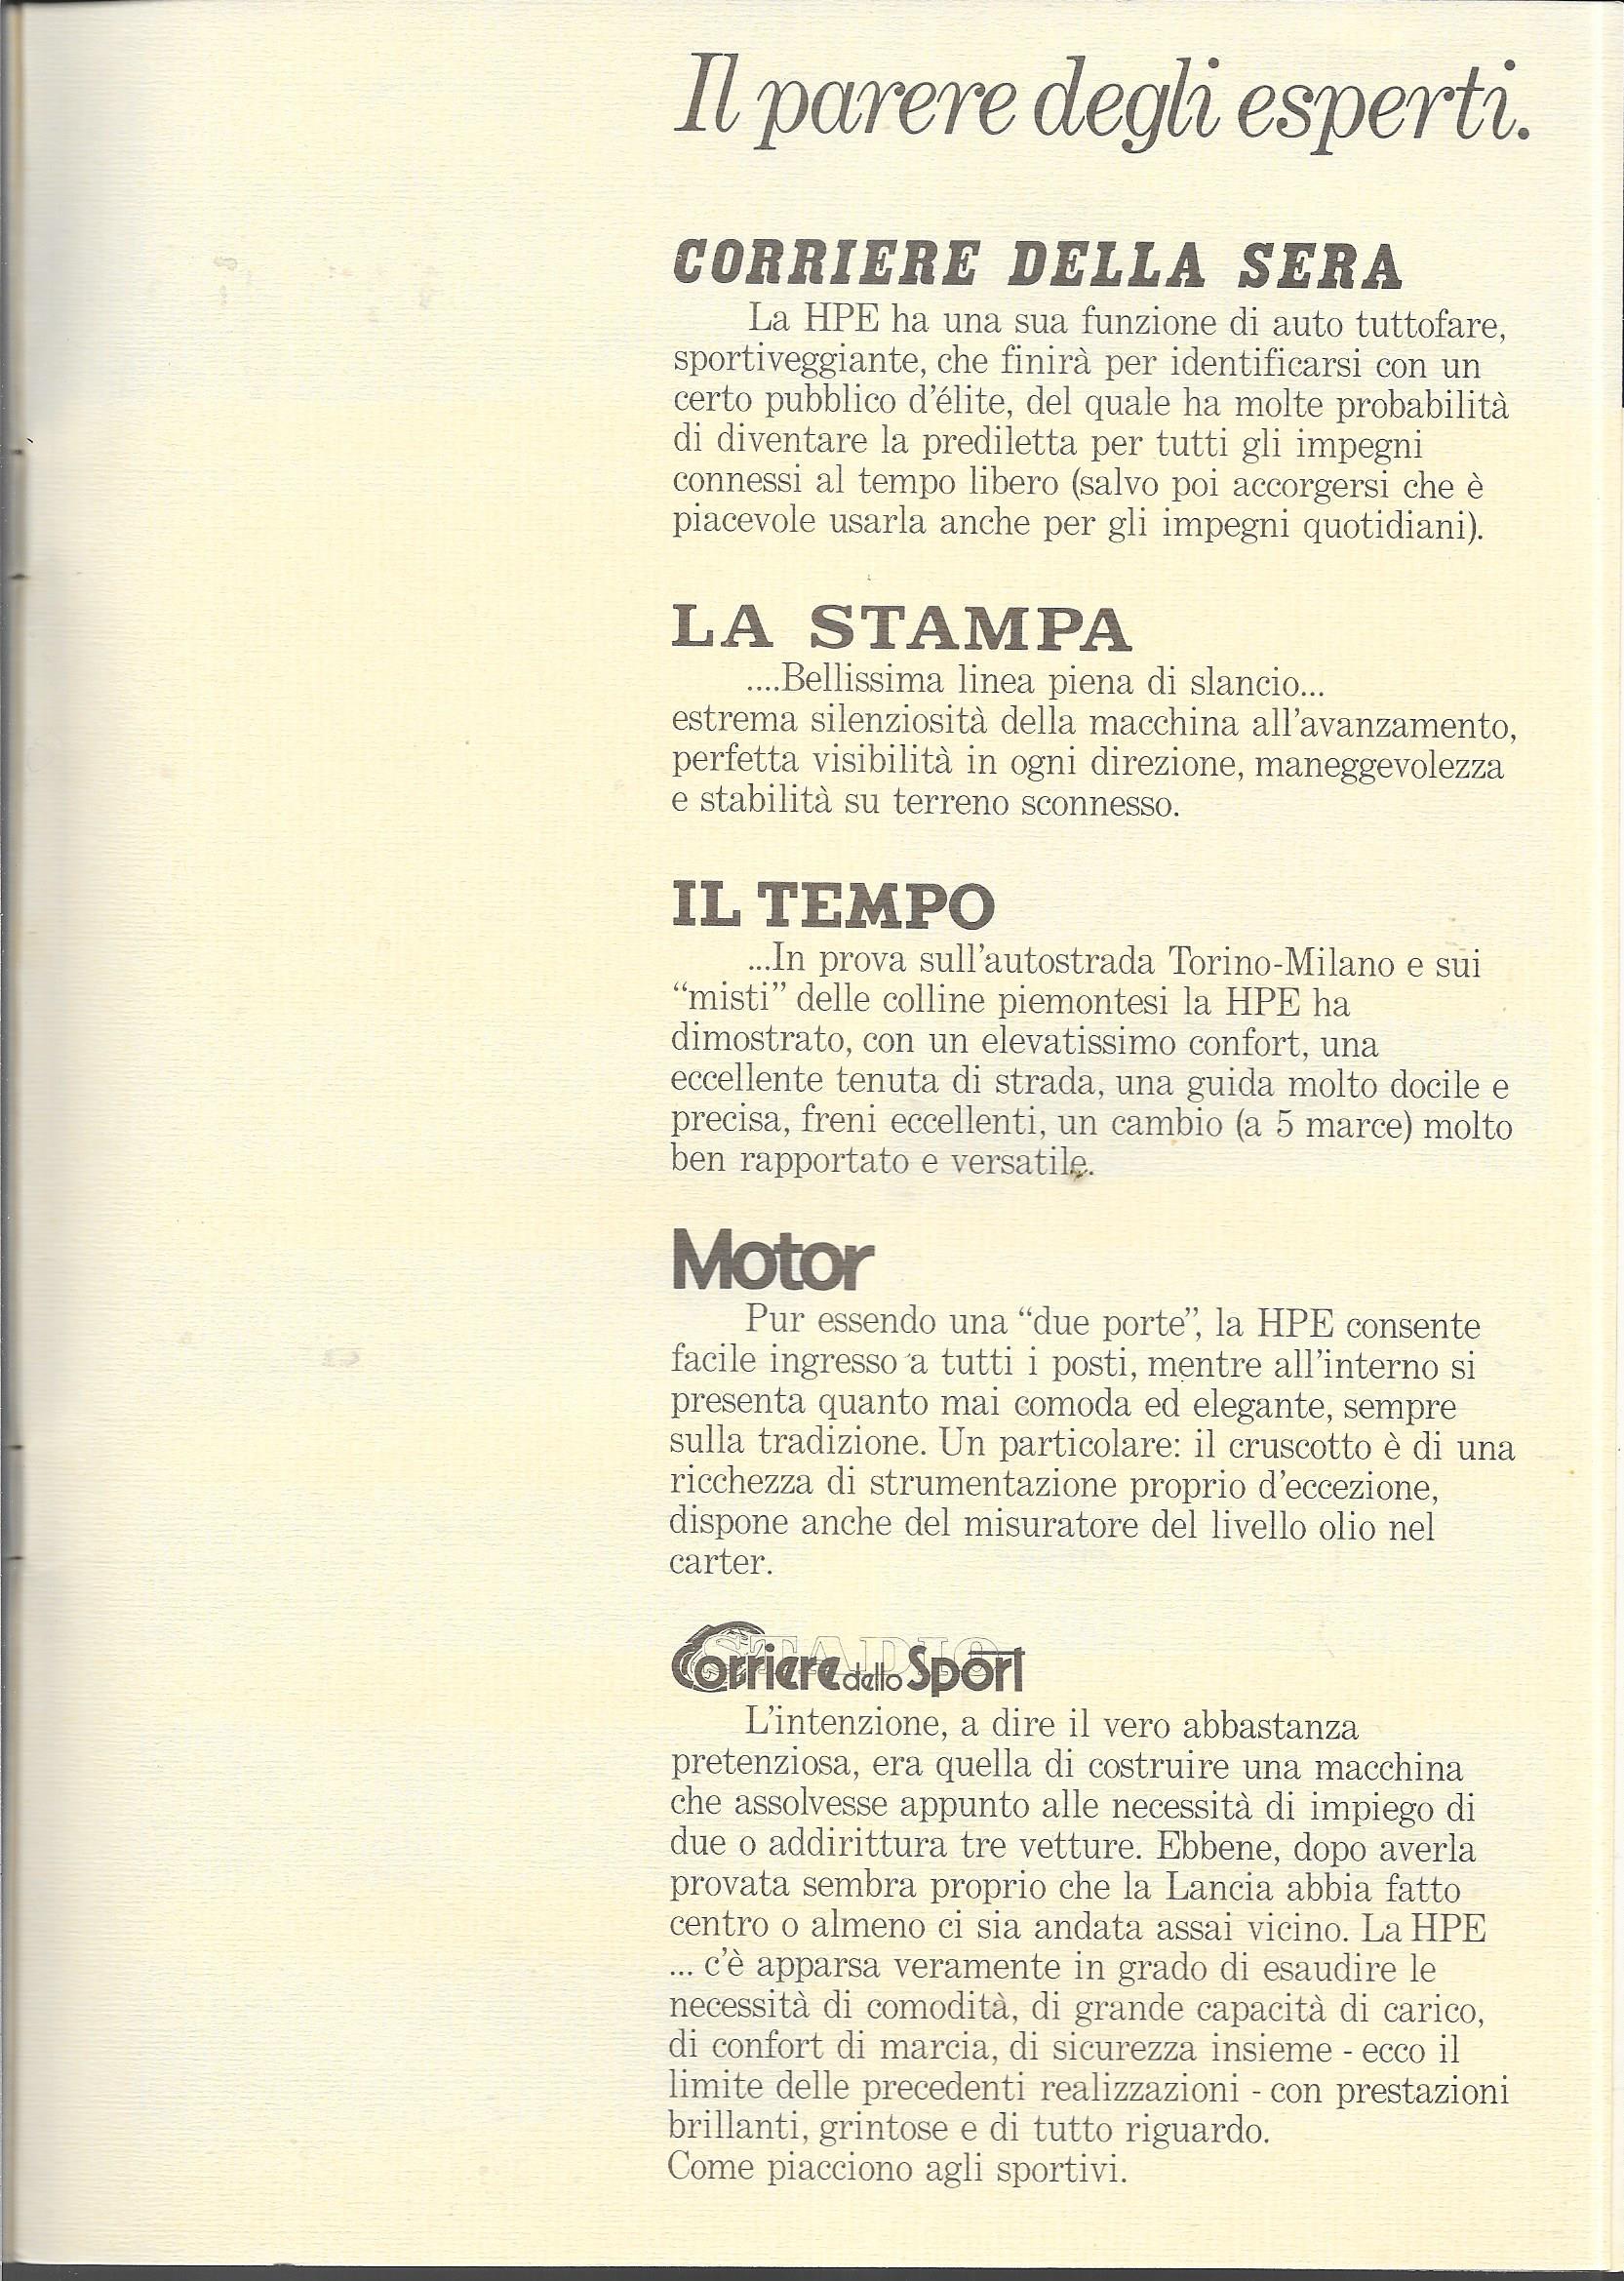 Il parere degli esperti.
CORRIERE DELLA SERA
La HPE ha una sua funzione di auto tuttofare,
sportiveggiante, che finirà per identificarsi con un
certo pubblico d'élite, del quale ha molte probabilità
di diventare la prediletta per tutti gli impegni
connessi al tempo libero (salvo poi accorgersi che è
piacevole usarla anche per gli impegni quotidiani).
LA STAMPA
....Bellissima linea piena di slancio...
estrema silenziosità della macchina all'avanzamento,
perfetta visibilità in ogni direzione, maneggevolezza
e stabilità su terreno sconnesso.
IL TEMPO
...In prova sull'autostrada Torino-Milano e sui
“misti” delle colline piemontesi la HPE ha
dimostrato, con un elevatissimo confort, una
eccellente tenuta di strada, una guida molto docile e
precisa, freni eccellenti, un cambio (a 5 marce) molto
ben rapportato e versatile.
Motor
Pur essendo una “due porte”, la HPE consente
facile ingresso a tutti i posti, mentre all'interno si
presenta quanto mai comoda ed elegante, sempre
sulla tradizione. Un particolare: il cruscotto è di una
ricchezza di strumentazione proprio d'eccezione,
dispone anche del misuratore del livello olio nel
carter.
STADIO
Corriere dello Sport
L'intenzione, a dire il vero abbastanza
pretenziosa, era quella di costruire una macchina
che assolvesse appunto alle necessità di impiego di
due o addirittura tre vetture. Ebbene, dopo averla
provata sembra proprio che la Lancia abbia fatto
centro o almeno ci sia andata assai vicino. La HPE
... c'è apparsa veramente in grado di esaudire le
necessità di comodità, di grande capacità di carico,
di confort di marcia, di sicurezza insieme - ecco il
limite delle precedenti realizzazioni - con prestazioni
brillanti, grintose e di tutto riguardo.
Come piacciono agli sportivi.